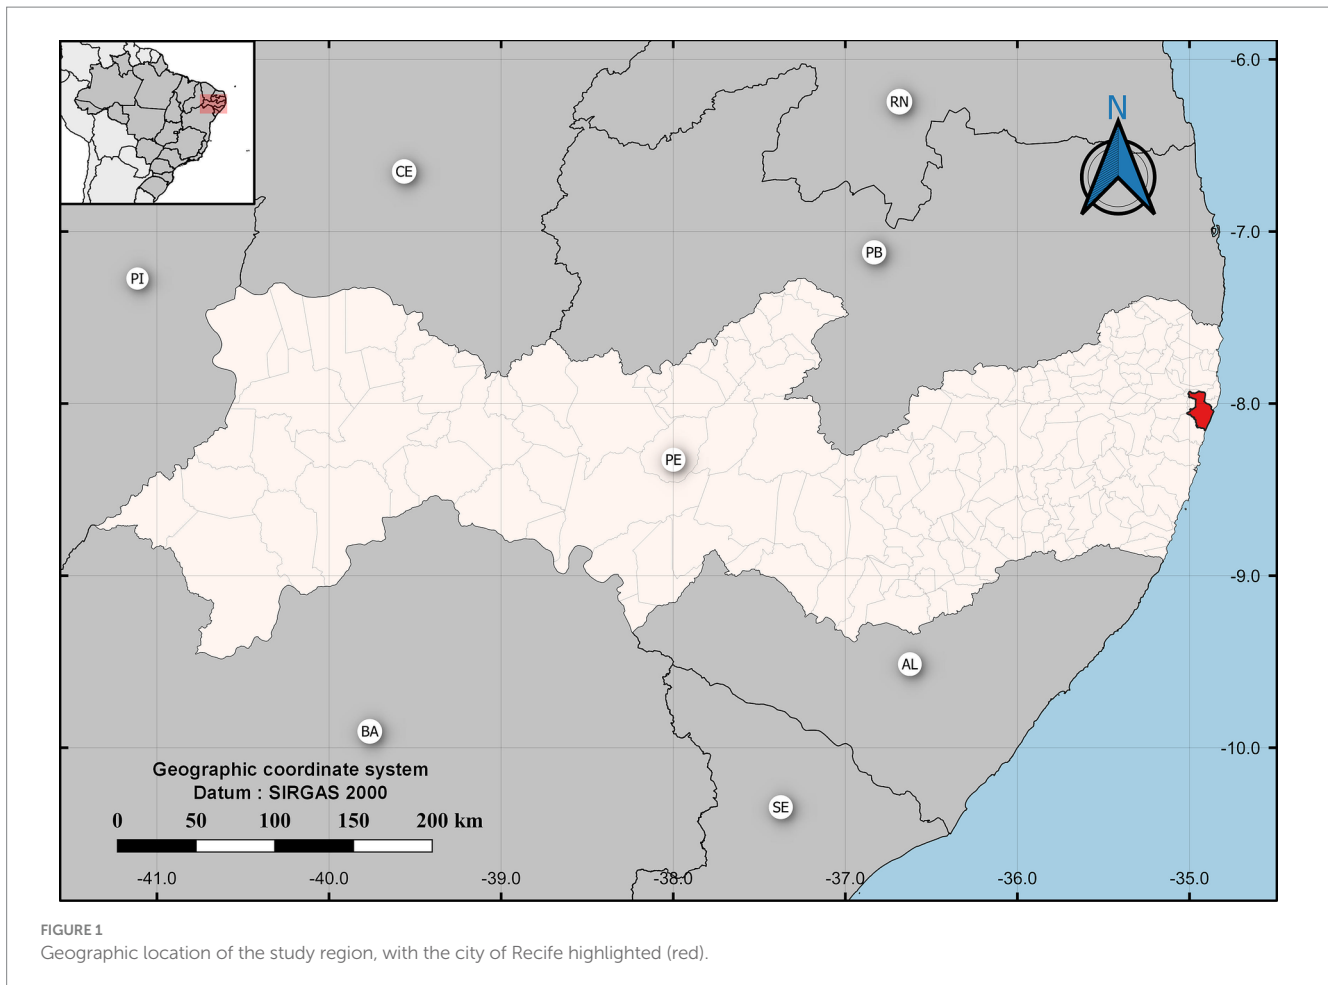 N
-6.0
RN
CE
-7.0
PB
PI
-8.0
PE
-9.0
AL
BA
-10.0
Geographic coordinate system
Datum : SIRGAS 2000
SE
0 50 100 150 200 km
-41.0 -40.0 -39.0 -38.0 -37.0 -36.0 -35.0
FIGURE 1
Geographic location of the study region, with the city of Recife highlighted (red).